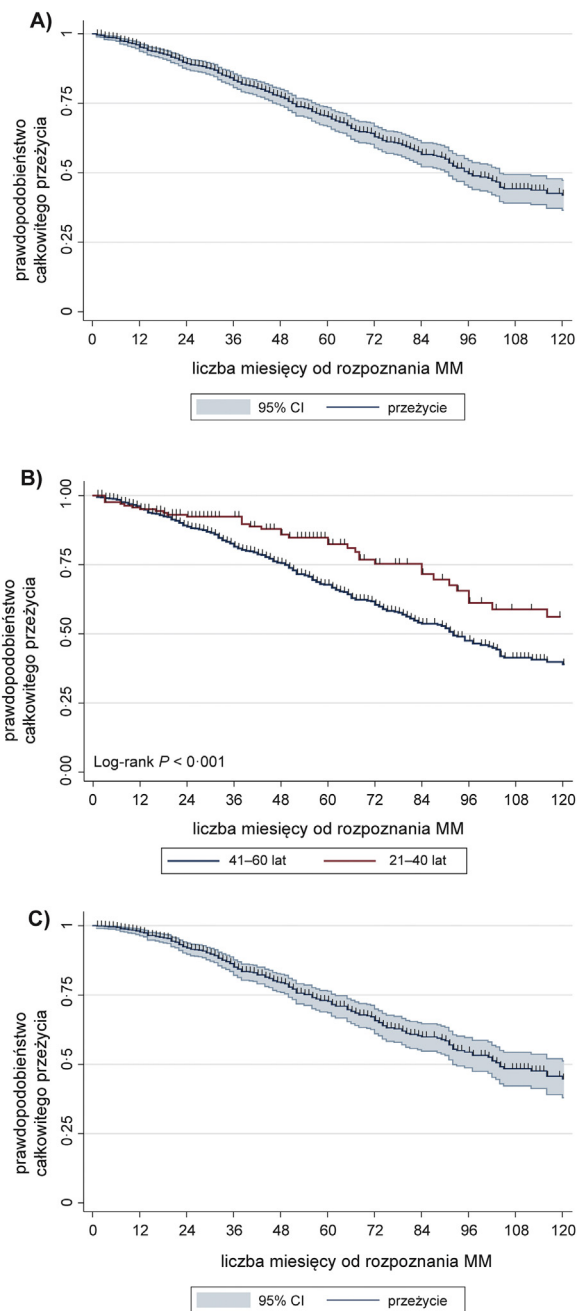 A)
prawdopodobieństwo
całkowitego przeżycia
1
0·75
0·5
0·25
0
0 12 24 36 48 60 72 84 96 108 120
liczba miesięcy od rozpoznania MM
95% CI przeżycie
B)
prawdopodobieństwo
całkowitego przeżycia
1·00
0·75
0·50
0·25
0·00
Log-rank P < 0·001
0 12 24 36 48 60 72 84 96 108 120
liczba miesięcy od rozpoznania MM
41–60 lat 21–40 lat
C)
prawdopodobieństwo
całkowitego przeżycia
1
0·75
0·5
0·25
0
0 12 24 36 48 60 72 84 96 108 120
liczba miesięcy od rozpoznania MM
95% CI przeżycie